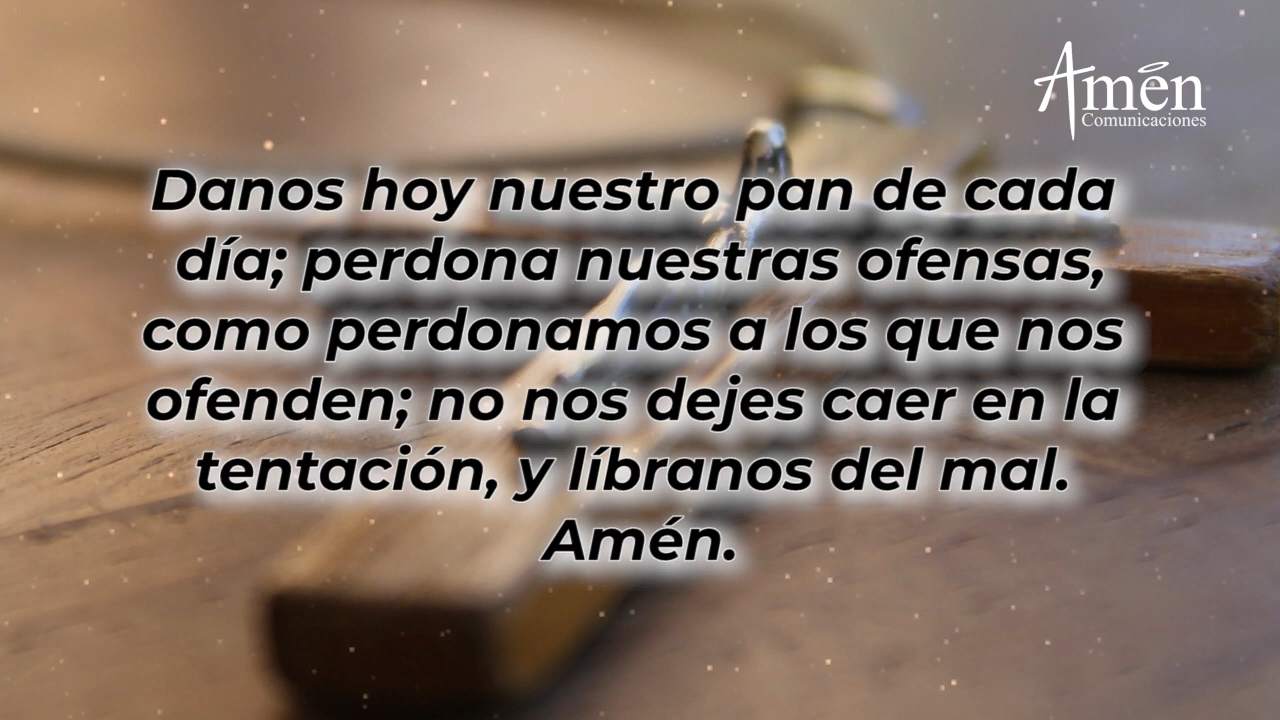 Amén
Comunicaciones
Danos hoy nuestro pan de cada
día; perdona nuestras ofensas,
como perdonamos a los que nos
ofenden; no nos dejes caer en la
tentación, y líbranos del mal.
Amén.